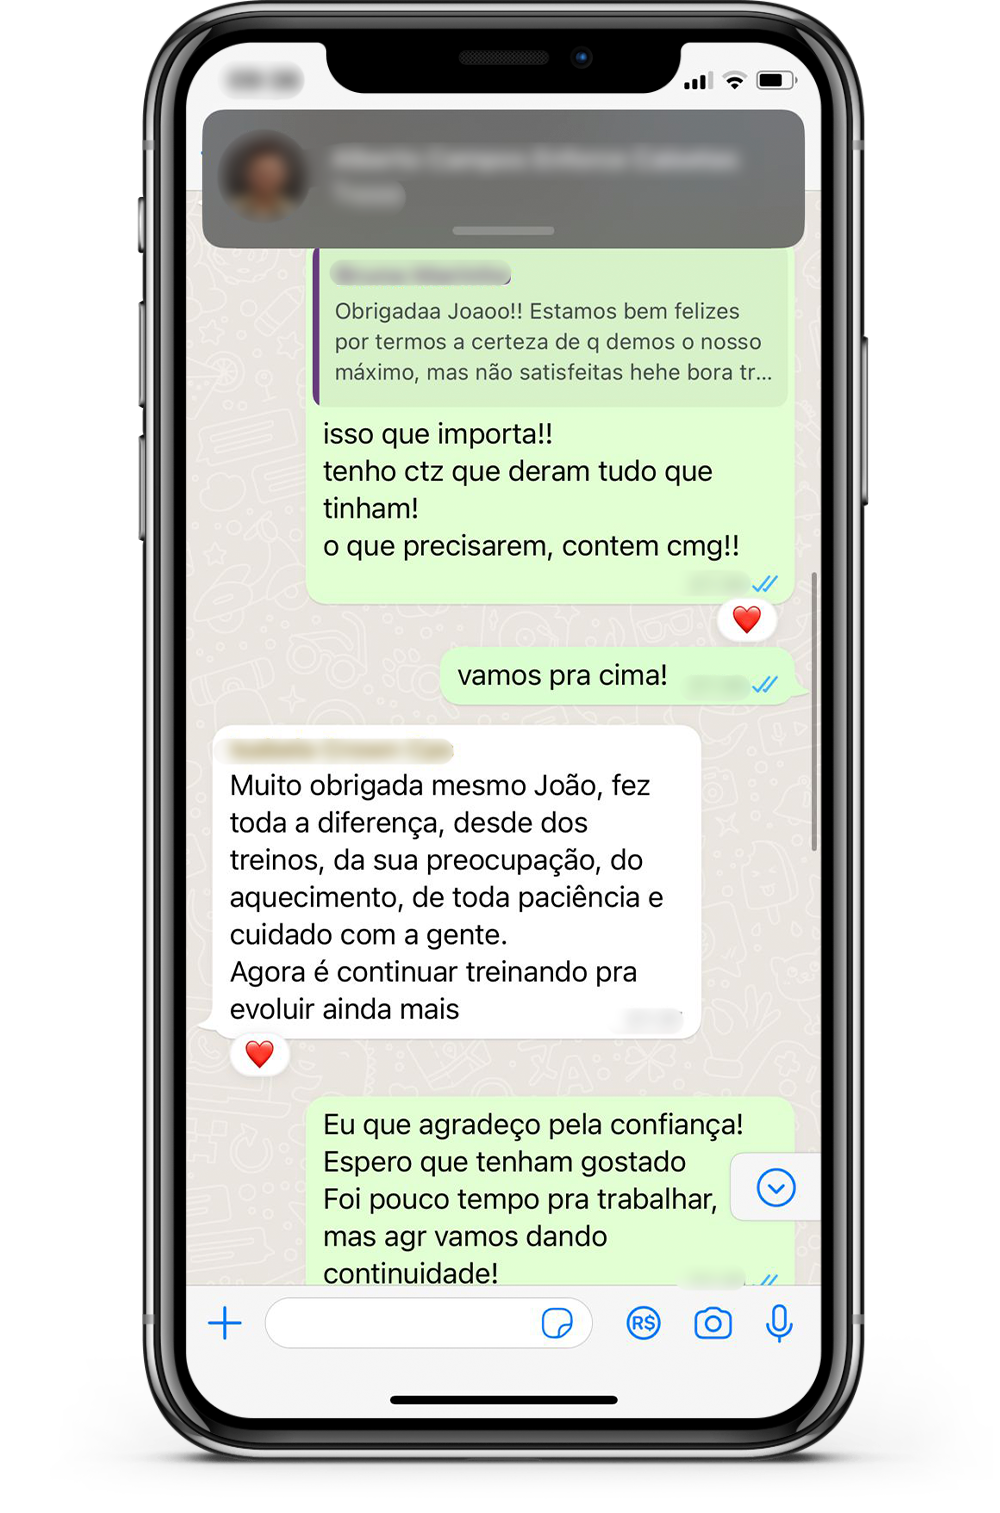 Obrigadaa Joaoo!! Estamos bem felizes
por termos a certeza de q demos o nosso
máximo, mas não satisfeitas hehe bora tr...
isso que importa!!
tenho ctz que deram tudo que
tinham!
o que precisarem, contem cmg!!
vamos pra cima!
Muito obrigada mesmo João, fez
toda a diferença, desde dos
treinos, da sua preocupação, do
aquecimento, de toda paciência e
cuidado com a gente.
Agora é continuar treinando pra
evoluir ainda mais
Eu que agradeço pela confiança!
Espero que tenham gostado
Foi pouco tempo pra trabalhar,
mas agr vamos dando
continuidade!
R$